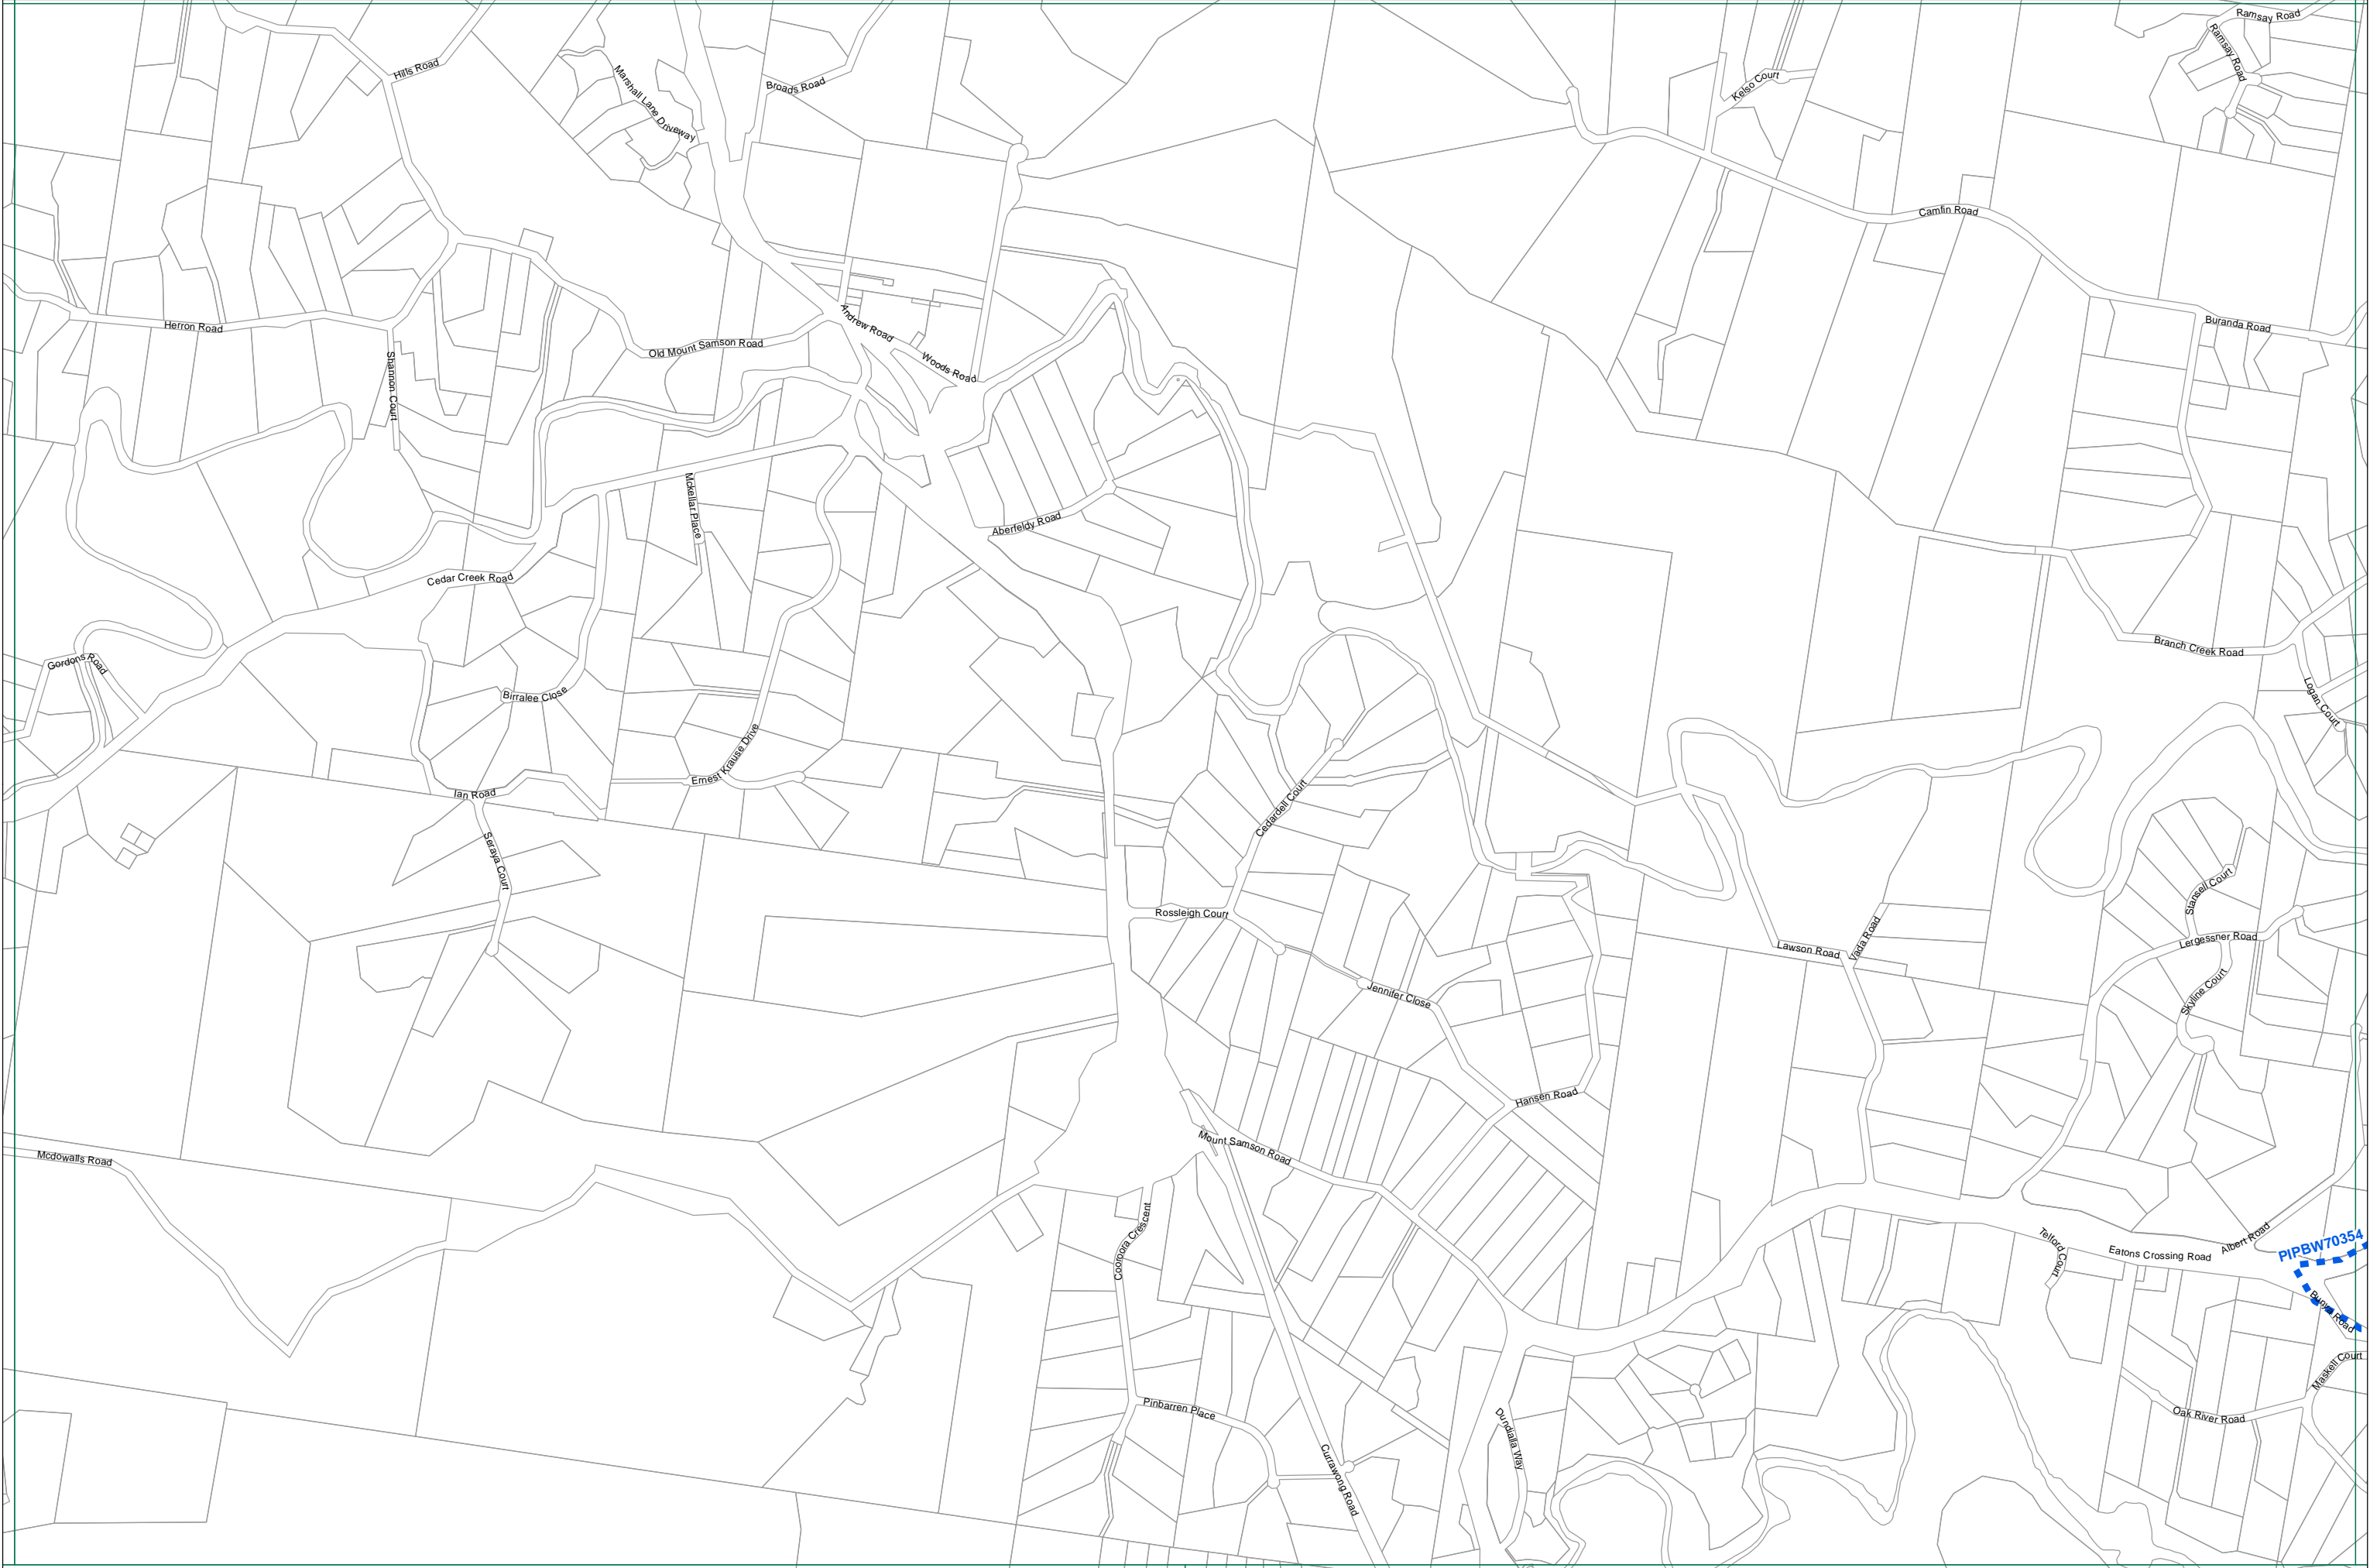 Ramsay Road
Ramsay Road
Hills Road
Marshall Lane Driveway
Broads Road
Kelso Court
Camfin Road
Herron Road
Andrew Road
Buranda Road
Old Mount Samson Road
Woods Road
Shannon Court
Mckellar Place
Aberfeldy Road
Cedar Creek Road
Branch Creek Road
Gordons Road
Birralee Close
Logan Court
Ernest Krause Drive
Ian Road
Cedardell Court
Seraya Court
Stansell Court
Rossleigh Court
Lawson Road
Vada Road
Lergessner Road
Jennifer Close
Skyline Court
Hansen Road
Mount Samson Road
Mcdowalls Road
Cooroora Crescent
Telford Court
Eatons Crossing Road
Albert Road
PIPBW70354
Bunya Road
Maskell Court
Pinbarren Place
Oak River Road
Dundialla Way
Currawong Road